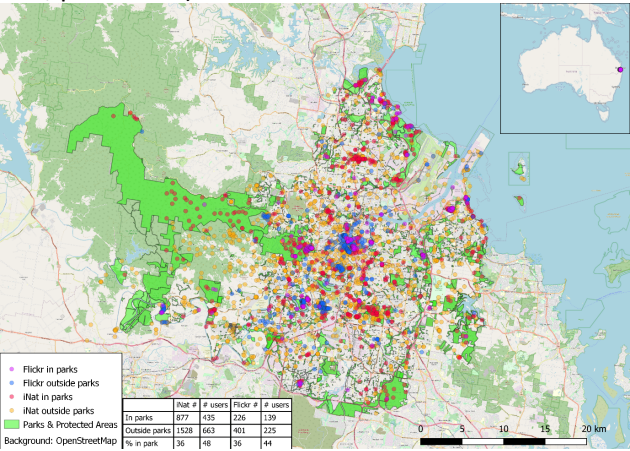 Flickr in parks
Flickr outside parks
iNat in parks
iNat outside parks
Parks & Protected Areas
Background: OpenStreetMap
iNat # # users Flickr # # users
In parks 877 435 226 139
Outside parks 1528 663 401 225
% in park 36 48 36 44
0 5 10 15 20 km